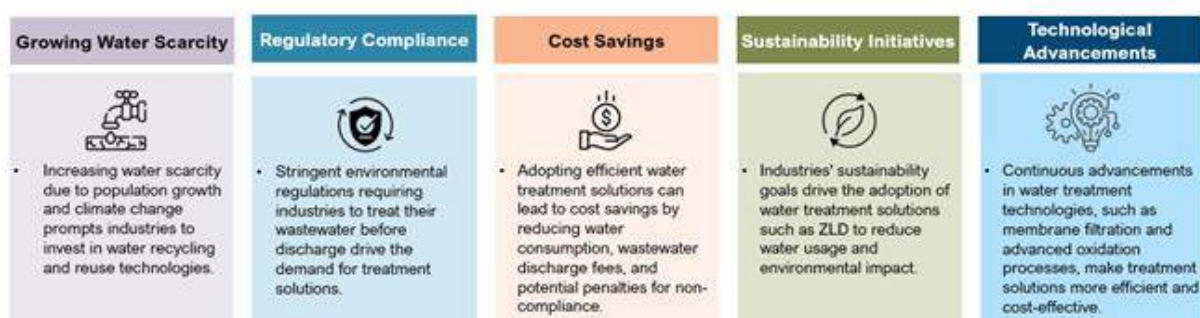 Growing Water Scarcity
• Increasing water scarcity
due to population growth
and climate change
prompts industries to
invest in water recycling
and reuse technologies.
Regulatory Compliance
• Stringent environmental
regulations requiring
industries to treat their
wastewater before
discharge drive the
demand for treatment
solutions.
Cost Savings
• Adopting efficient water
treatment solutions can
lead to cost savings by
reducing water
consumption, wastewater
discharge fees, and
potential penalties for non-
compliance.
Sustainability Initiatives
• Industries' sustainability
goals drive the adoption of
water treatment solutions
such as ZLD to reduce
water usage and
environmental impact.
Technological
Advancements
• Continuous advancements
in water treatment
technologies, such as
membrane filtration and
advanced oxidation
processes, make treatment
solutions more efficient and
cost-effective.